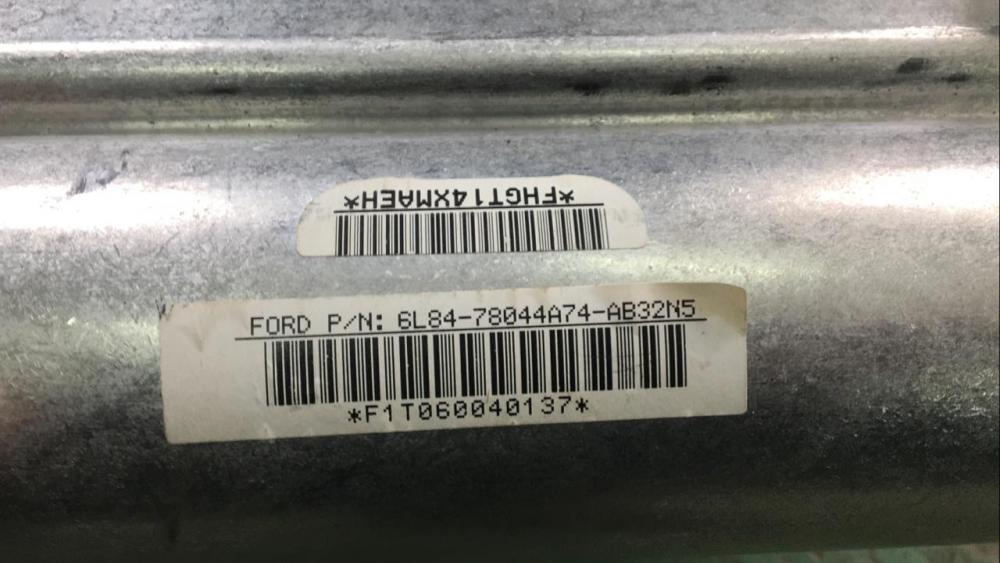 *FHGT14XMAEH*
FORD P/N: 6L84-78044A74-AB32N5
*F1T060040137*